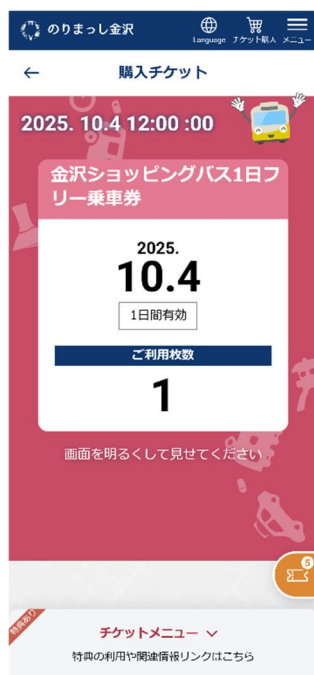 のりまっし金沢
Language チケット購入 メニュー
← 購入チケット
2025. 10.4 12:00 :00
金沢ショッピングバス1日フ
リー乗車券
2025.
10.4
1日間有効
ご利用枚数
1
画面を明るくして見せてください
5
特典あり
チケットメニュー
特典の利用や関連情報リンクはこちら